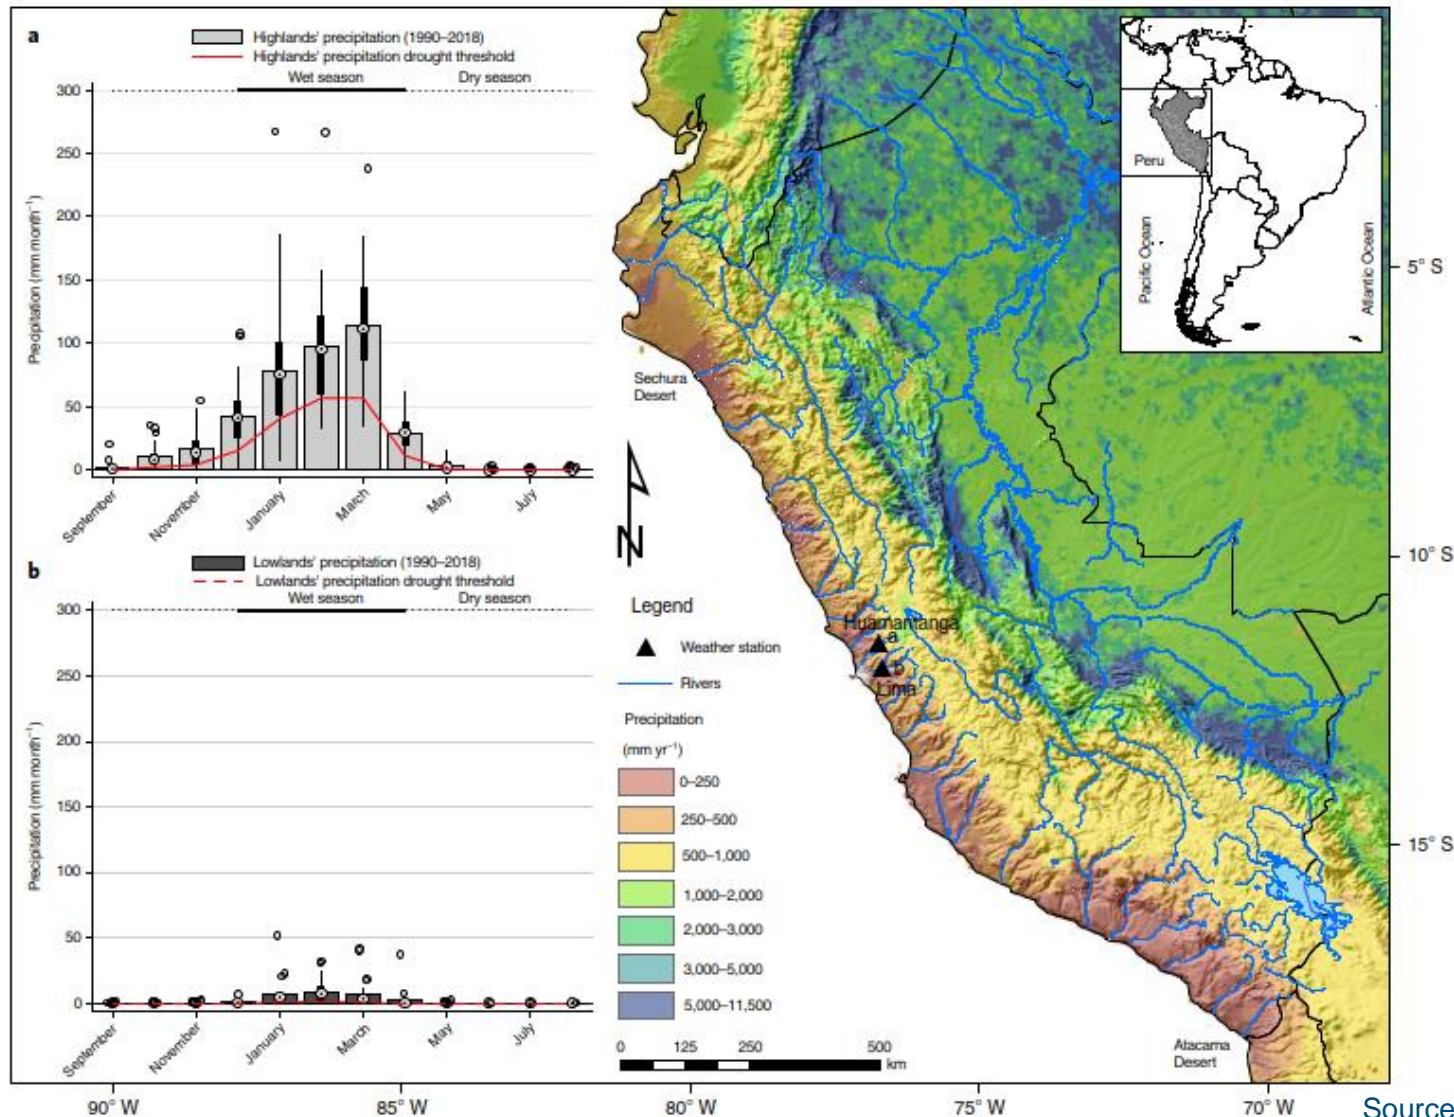 a
Highlands' precipitation (1990–2018)
Highlands' precipitation drought threshold
Wet season
Dry season
300
250
200
150
100
50
0
Precipitation (mm month⁻¹)
September
November
January
March
May
July
b
Lowlands' precipitation (1990–2018)
Lowlands' precipitation drought threshold
Wet season
Dry season
300
250
200
150
100
50
0
Precipitation (mm month⁻¹)
September
November
January
March
May
July
Sechura
Desert
N
Legend
Weather station
Rivers
Precipitation
(mm yr⁻¹)
0–250
250–500
500–1,000
1,000–2,000
2,000–3,000
3,000–5,000
5,000–11,500
0 125 250 500
km
Huamantanga
a
b
Lima
Atacama
Desert
Peru
Pacific Ocean
Atlantic Ocean
5° S
10° S
15° S
90° W 85° W 80° W 75° W 70° W
Source